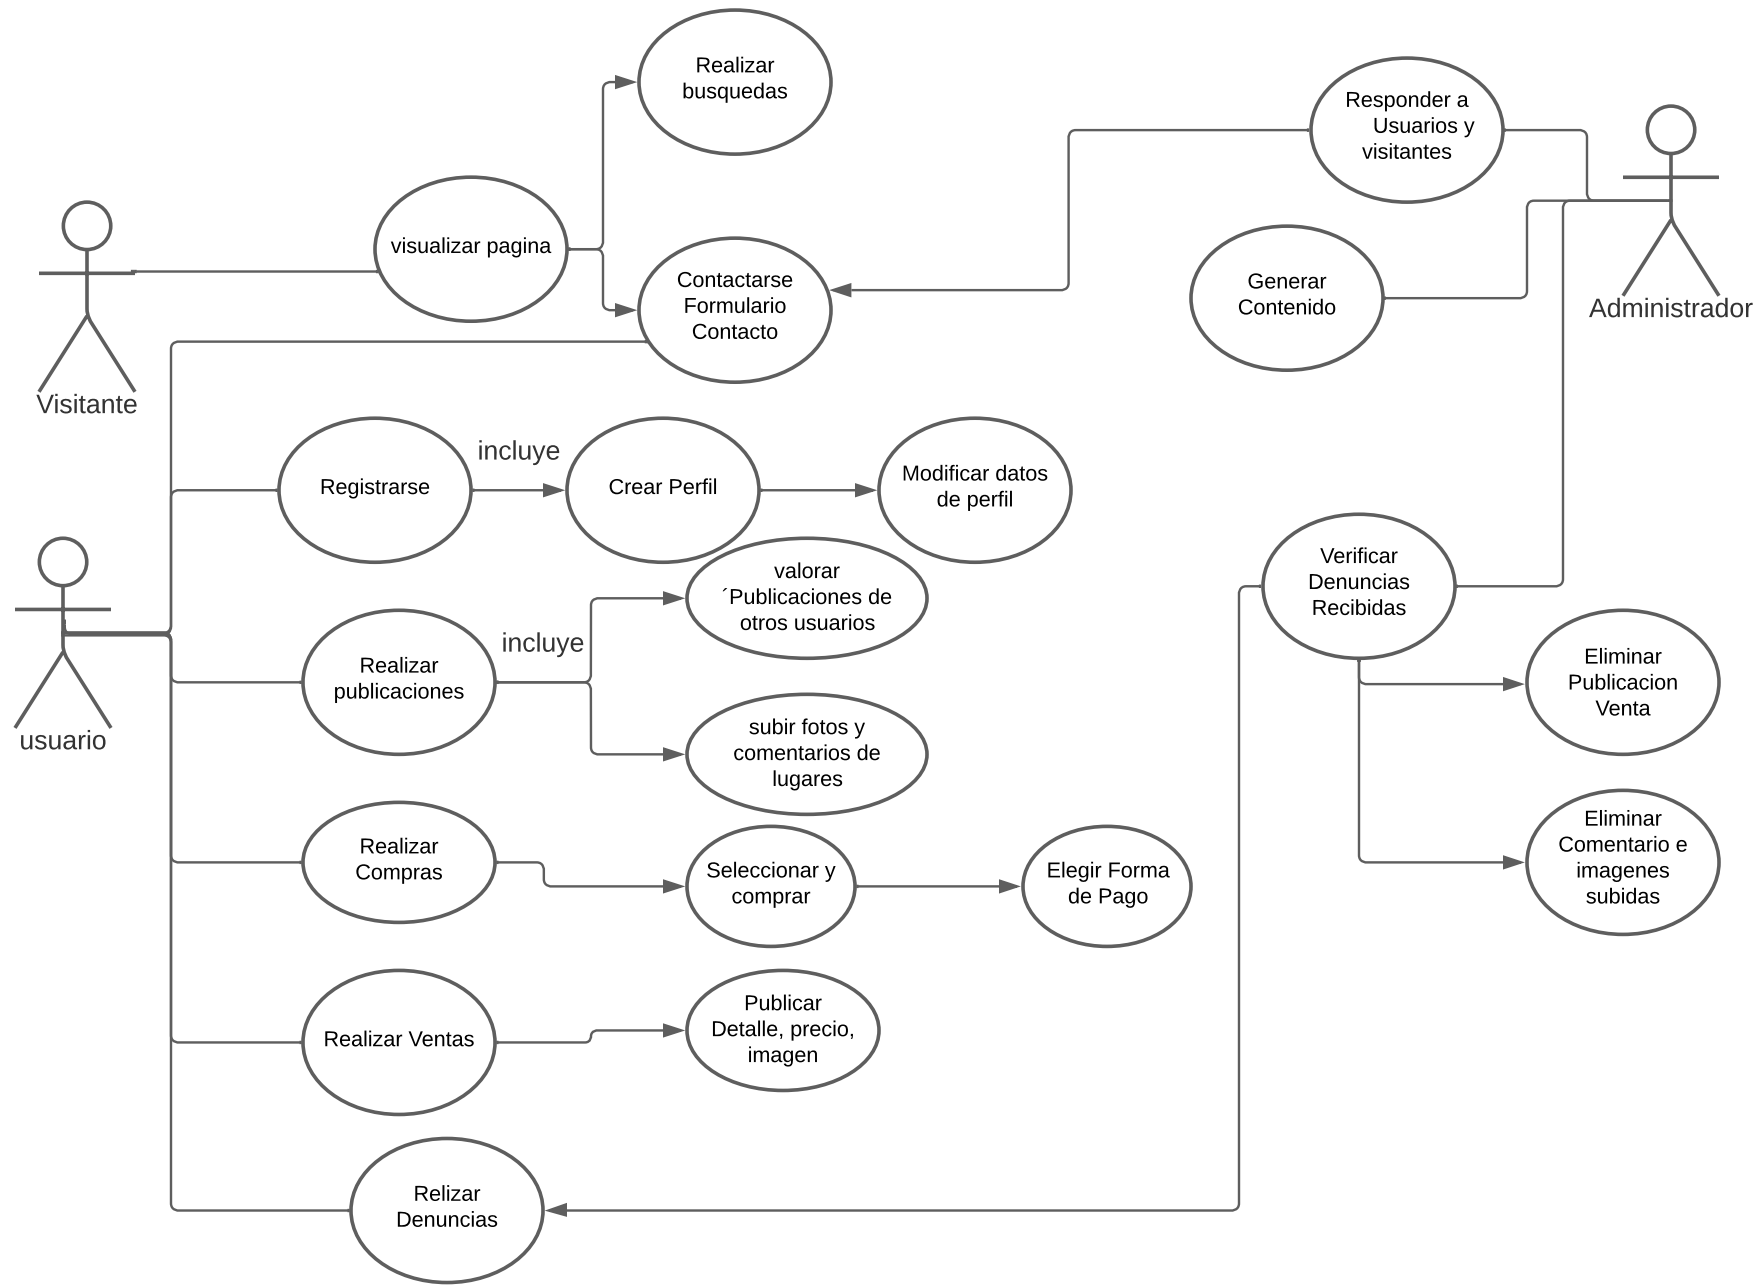 Realizar
busquedas
Responder a
Usuarios y
visitantes
visualizar pagina
Contactarse
Formulario
Contacto
Generar
Contenido
Administrador
Visitante
incluye
Registrarse
Crear Perfil
Modificar datos
de perfil
Verificar
Denuncias
Recibidas
valorar
´Publicaciones de
otros usuarios
incluye
Realizar
publicaciones
Eliminar
Publicacion
Venta
usuario
subir fotos y
comentarios de
lugares
Realizar
Compras
Seleccionar y
comprar
Elegir Forma
de Pago
Eliminar
Comentario e
imagenes
subidas
Realizar Ventas
Publicar
Detalle, precio,
imagen
Relizar
Denuncias